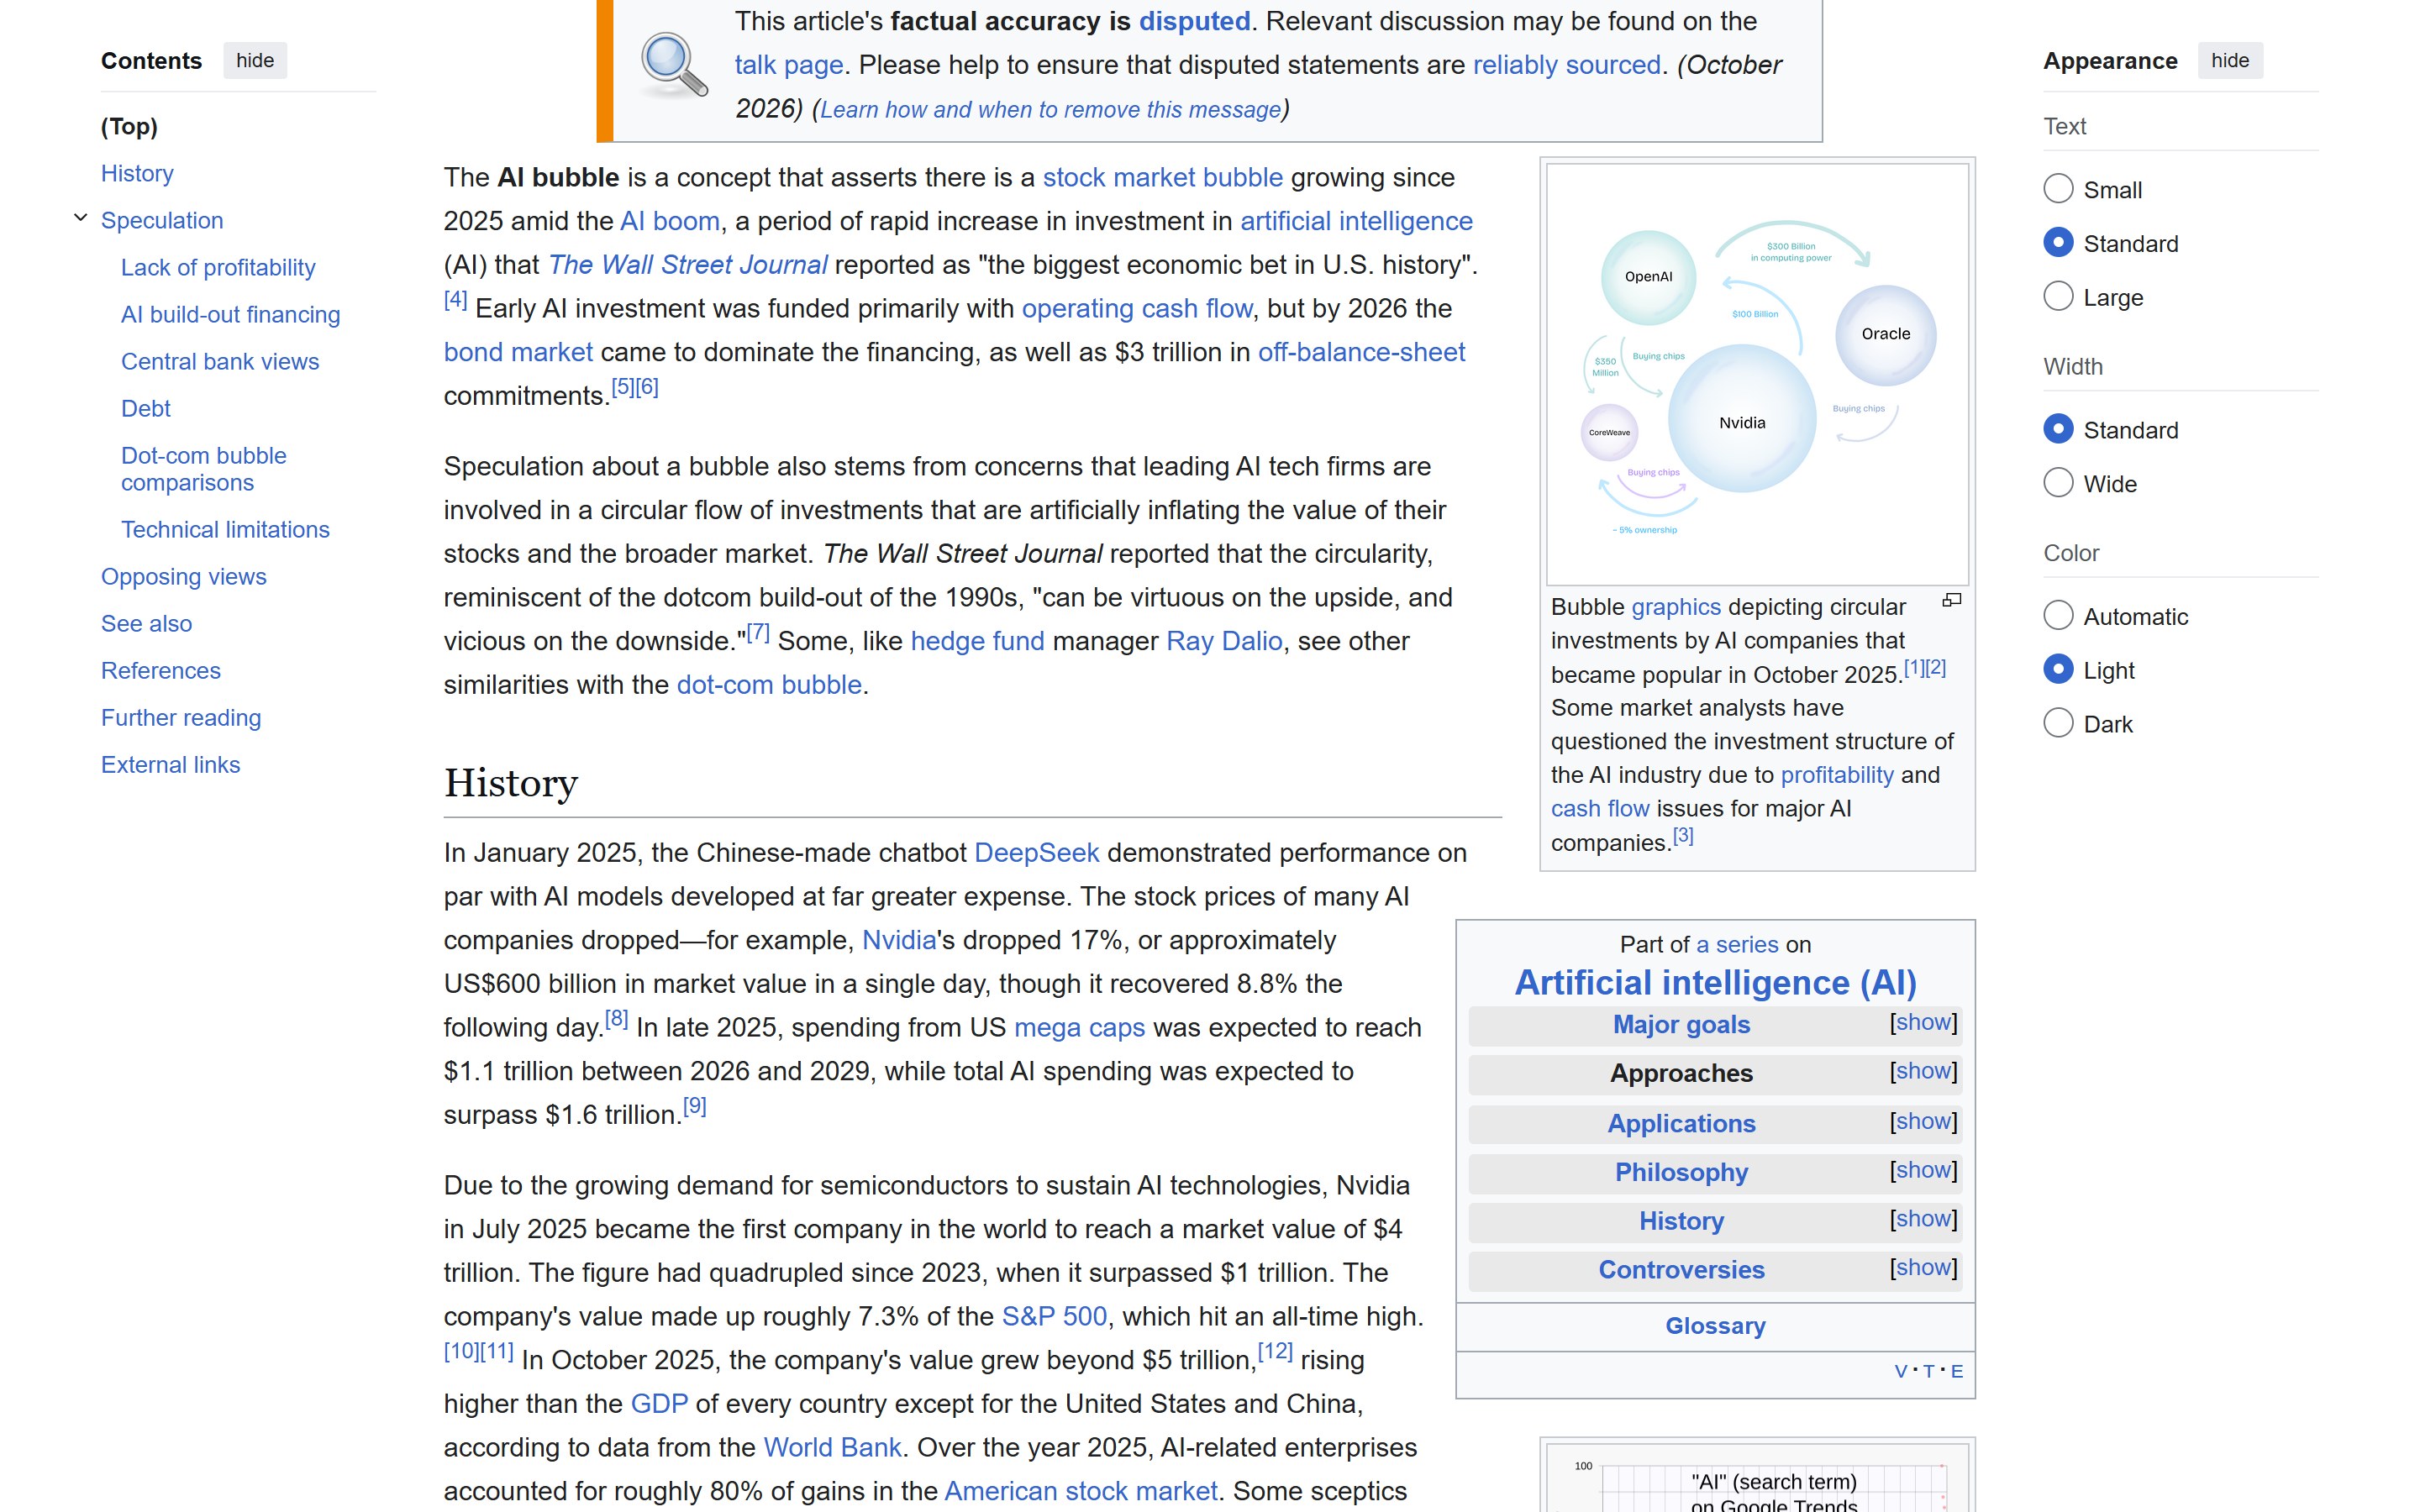 Contents hide
(Top)
History
Speculation
Lack of profitability
AI build-out financing
Central bank views
Debt
Dot-com bubble
comparisons
Technical limitations
Opposing views
See also
References
Further reading
External links
This article's factual accuracy is disputed. Relevant discussion may be found on the
talk page. Please help to ensure that disputed statements are reliably sourced. (October
2026) (Learn how and when to remove this message)
The AI bubble is a concept that asserts there is a stock market bubble growing since
2025 amid the AI boom, a period of rapid increase in investment in artificial intelligence
(AI) that The Wall Street Journal reported as "the biggest economic bet in U.S. history".
[4] Early AI investment was funded primarily with operating cash flow, but by 2026 the
bond market came to dominate the financing, as well as $3 trillion in off-balance-sheet
commitments.[5][6]
Speculation about a bubble also stems from concerns that leading AI tech firms are
involved in a circular flow of investments that are artificially inflating the value of their
stocks and the broader market. The Wall Street Journal reported that the circularity,
reminiscent of the dotcom build-out of the 1990s, "can be virtuous on the upside, and
vicious on the downside."[7] Some, like hedge fund manager Ray Dalio, see other
similarities with the dot-com bubble.
History
In January 2025, the Chinese-made chatbot DeepSeek demonstrated performance on
par with AI models developed at far greater expense. The stock prices of many AI
companies dropped—for example, Nvidia's dropped 17%, or approximately
US$600 billion in market value in a single day, though it recovered 8.8% the
following day.[8] In late 2025, spending from US mega caps was expected to reach
$1.1 trillion between 2026 and 2029, while total AI spending was expected to
surpass $1.6 trillion.[9]
Due to the growing demand for semiconductors to sustain AI technologies, Nvidia
in July 2025 became the first company in the world to reach a market value of $4
trillion. The figure had quadrupled since 2023, when it surpassed $1 trillion. The
company's value made up roughly 7.3% of the S&P 500, which hit an all-time high.
[10][11] In October 2025, the company's value grew beyond $5 trillion,[12] rising
higher than the GDP of every country except for the United States and China,
according to data from the World Bank. Over the year 2025, AI-related enterprises
accounted for roughly 80% of gains in the American stock market. Some sceptics
OpenAI
$300 Billion
in computing power
$100 Billion
Oracle
$350
Million
Buying chips
Nvidia
Buying chips
CoreWeave
Buying chips
~ 5% ownership
Bubble graphics depicting circular
investments by AI companies that
became popular in October 2025.[1][2]
Some market analysts have
questioned the investment structure of
the AI industry due to profitability and
cash flow issues for major AI
companies.[3]
Part of a series on
Artificial intelligence (AI)
Major goals [show]
Approaches [show]
Applications [show]
Philosophy [show]
History [show]
Controversies [show]
Glossary
V · T · E
100
"AI" (search term)
on Google Trends
Appearance hide
Text
Small
Standard
Large
Width
Standard
Wide
Color
Automatic
Light
Dark